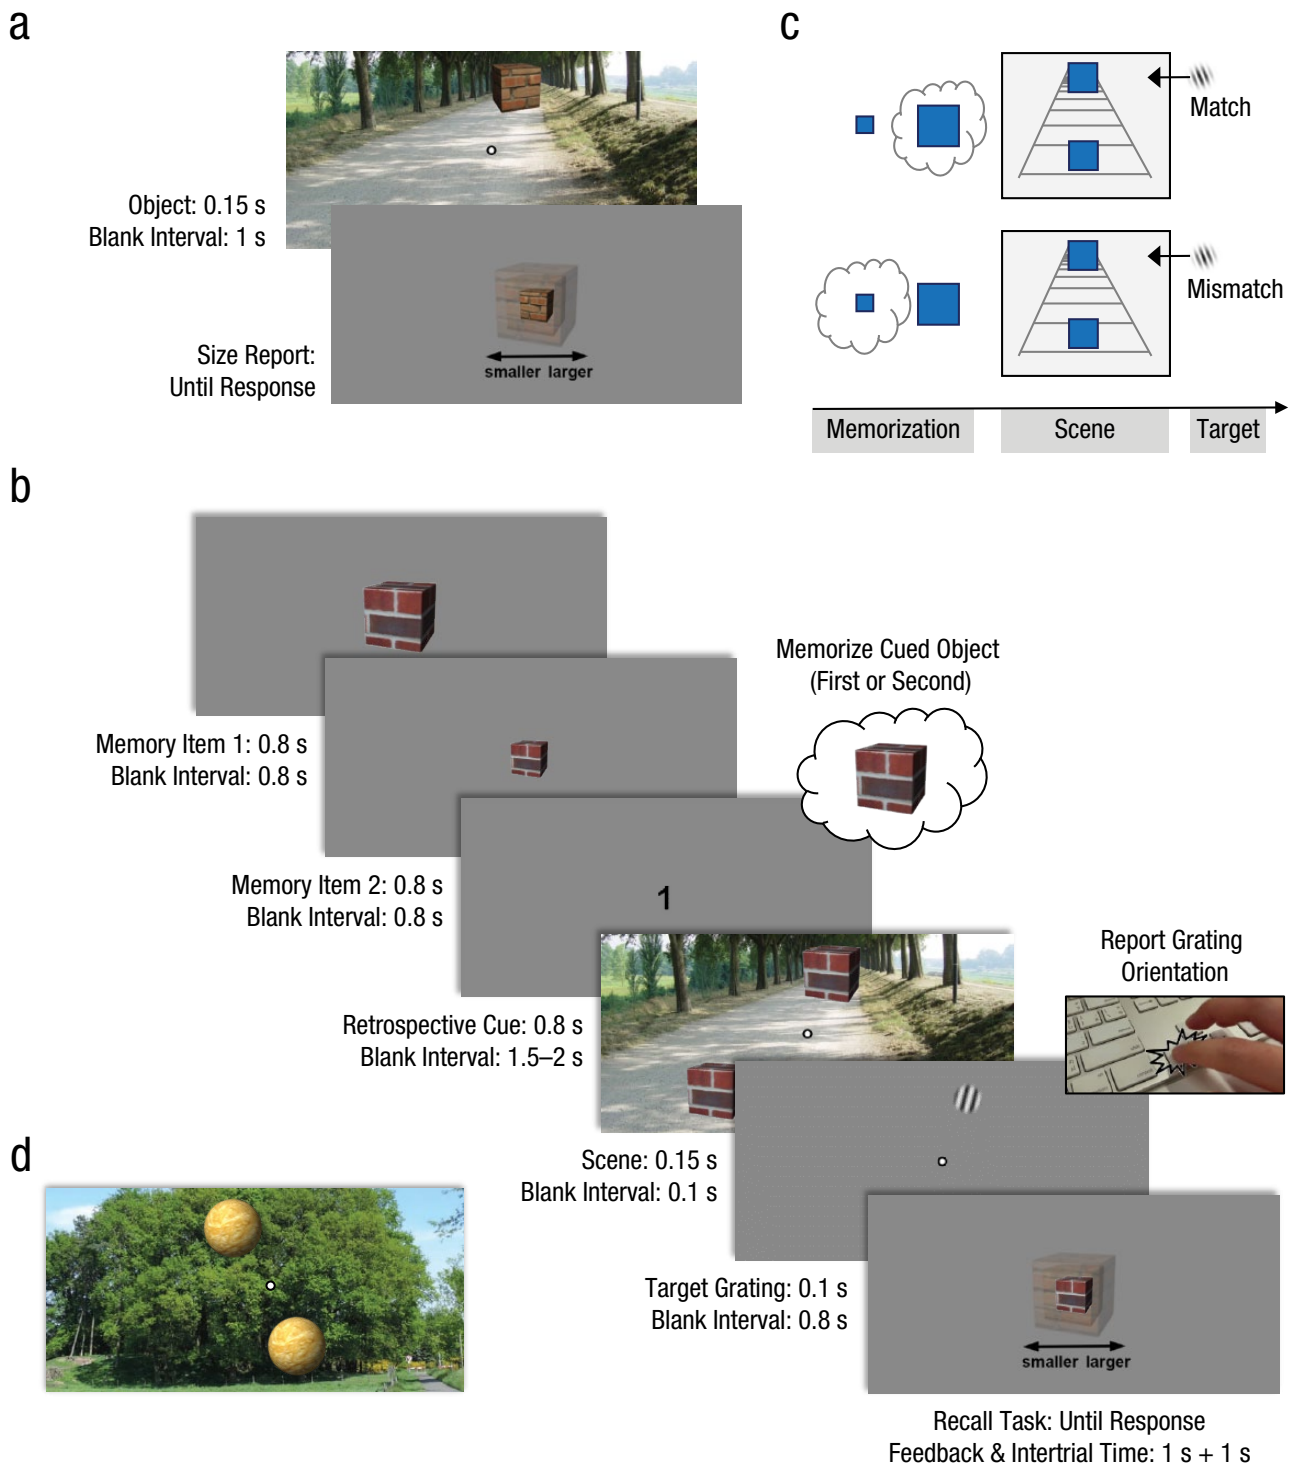 a
Object: 0.15 s
Blank Interval: 1 s
Size Report:
Until Response
smaller larger
c
Match
Mismatch
Memorization
Scene
Target
b
Memory Item 1: 0.8 s
Blank Interval: 0.8 s
Memory Item 2: 0.8 s
Blank Interval: 0.8 s
Memorize Cued Object
(First or Second)
1
Retrospective Cue: 0.8 s
Blank Interval: 1.5–2 s
Report Grating
Orientation
Scene: 0.15 s
Blank Interval: 0.1 s
Target Grating: 0.1 s
Blank Interval: 0.8 s
smaller larger
Recall Task: Until Response
Feedback & Intertrial Time: 1 s + 1 s
d